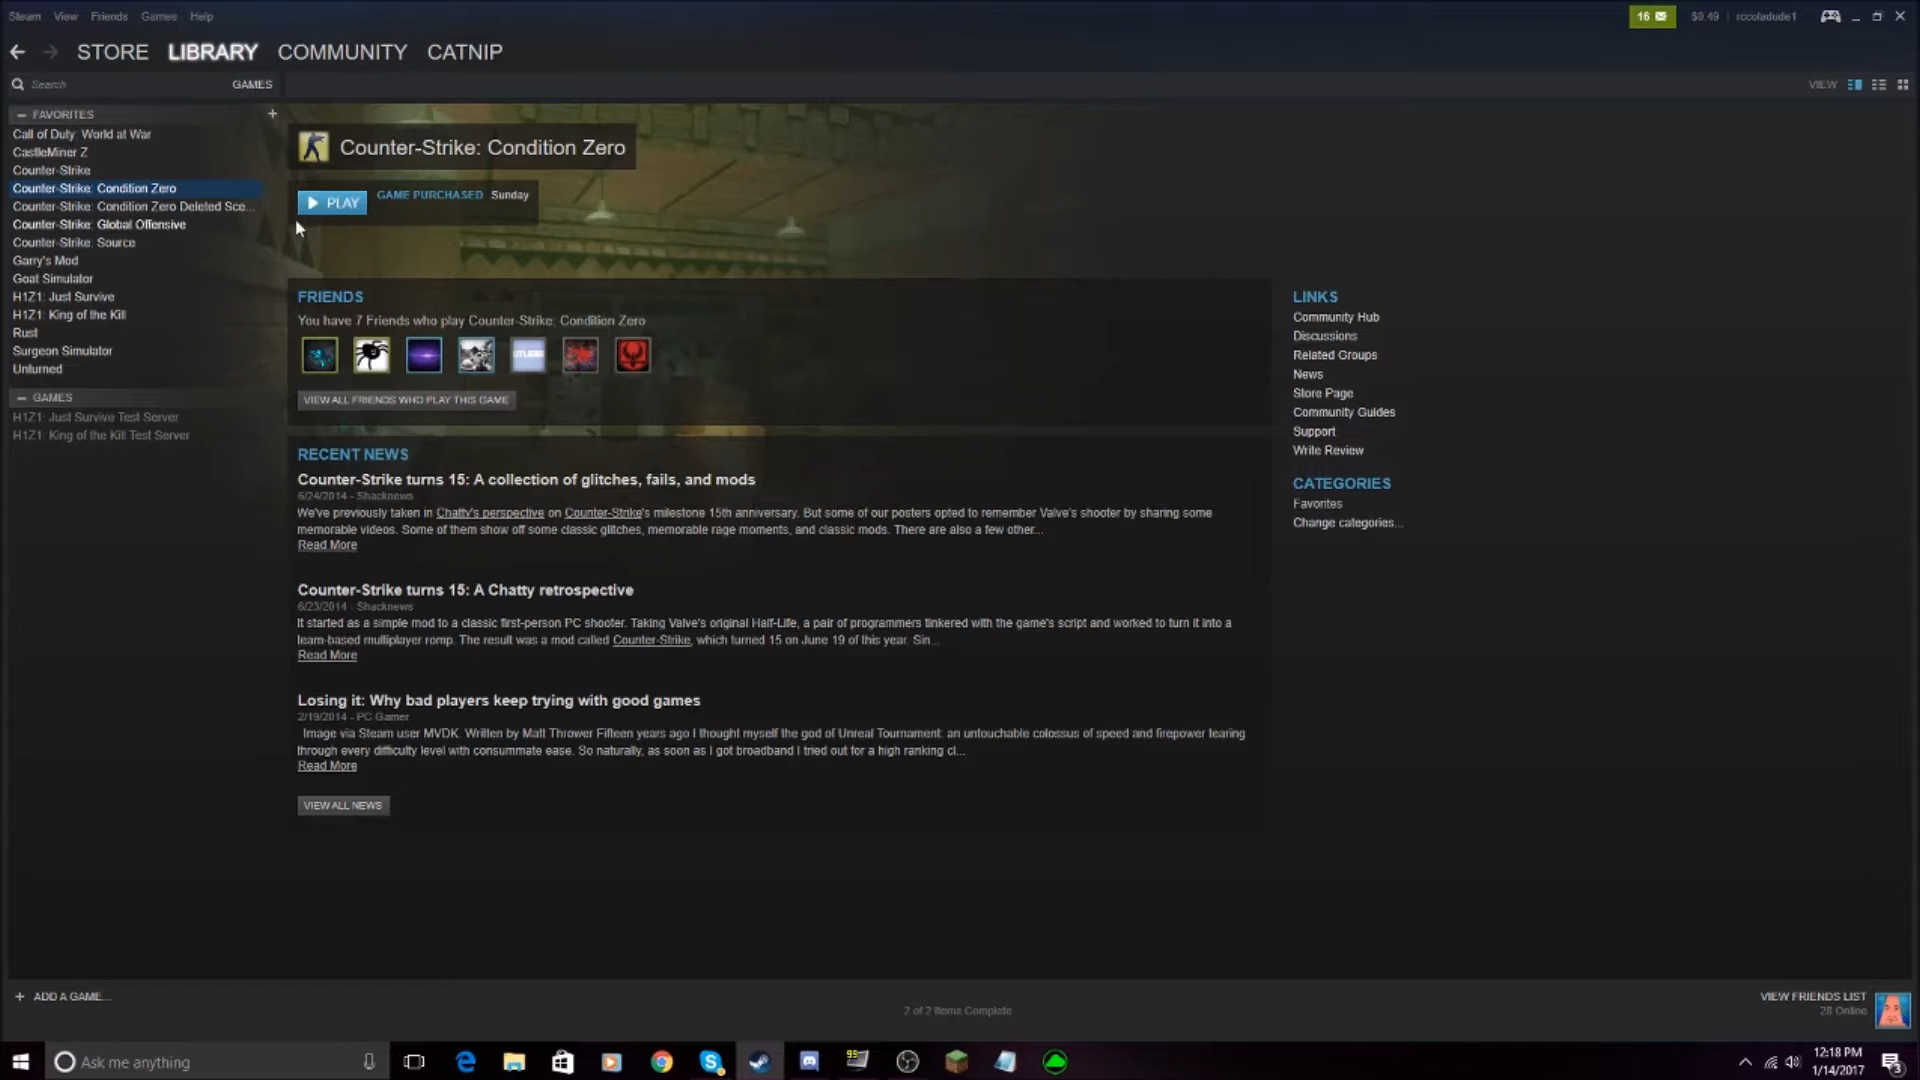 Steam View Friends Games Help
16 $0.49 rccoladude1
STORE LIBRARY COMMUNITY CATNIP
Search GAMES VIEW
FAVORITES
Call of Duty: World at War
CastleMiner Z
Counter-Strike
Counter-Strike: Condition Zero
Counter-Strike: Condition Zero Deleted Sce...
Counter-Strike: Global Offensive
Counter-Strike: Source
Garry's Mod
Goat Simulator
H1Z1: Just Survive
H1Z1: King of the Kill
Rust
Surgeon Simulator
Unturned
GAMES
H1Z1: Just Survive Test Server
H1Z1: King of the Kill Test Server
Counter-Strike: Condition Zero
PLAY GAME PURCHASED Sunday
FRIENDS
You have 7 Friends who play Counter-Strike: Condition Zero
VIEW ALL FRIENDS WHO PLAY THIS GAME
RECENT NEWS
Counter-Strike turns 15: A collection of glitches, fails, and mods
6/24/2014 - Shacknews
We've previously taken in Chatty's perspective on Counter-Strike's milestone 15th anniversary. But some of our posters opted to remember Valve's shooter by sharing some
memorable videos. Some of them show off some classic glitches, memorable rage moments, and classic mods. There are also a few other...
Read More
Counter-Strike turns 15: A Chatty retrospective
6/23/2014 - Shacknews
It started as a simple mod to a classic first-person PC shooter. Taking Valve's original Half-Life, a pair of programmers tinkered with the game's script and worked to turn it into a
team-based multiplayer romp. The result was a mod called Counter-Strike, which turned 15 on June 19 of this year. Sin...
Read More
Losing it: Why bad players keep trying with good games
2/19/2014 - PC Gamer
Image via Steam user MVDK. Written by Matt Thrower Fifteen years ago I thought myself the god of Unreal Tournament: an untouchable colossus of speed and firepower tearing
through every difficulty level with consummate ease. So naturally, as soon as I got broadband I tried out for a high ranking cl...
Read More
VIEW ALL NEWS
LINKS
Community Hub
Discussions
Related Groups
News
Store Page
Community Guides
Support
Write Review
CATEGORIES
Favorites
Change categories...
+ ADD A GAME...
2 of 2 Items Complete
VIEW FRIENDS LIST
28 Online
Ask me anything
95
12:18 PM
1/14/2017
3